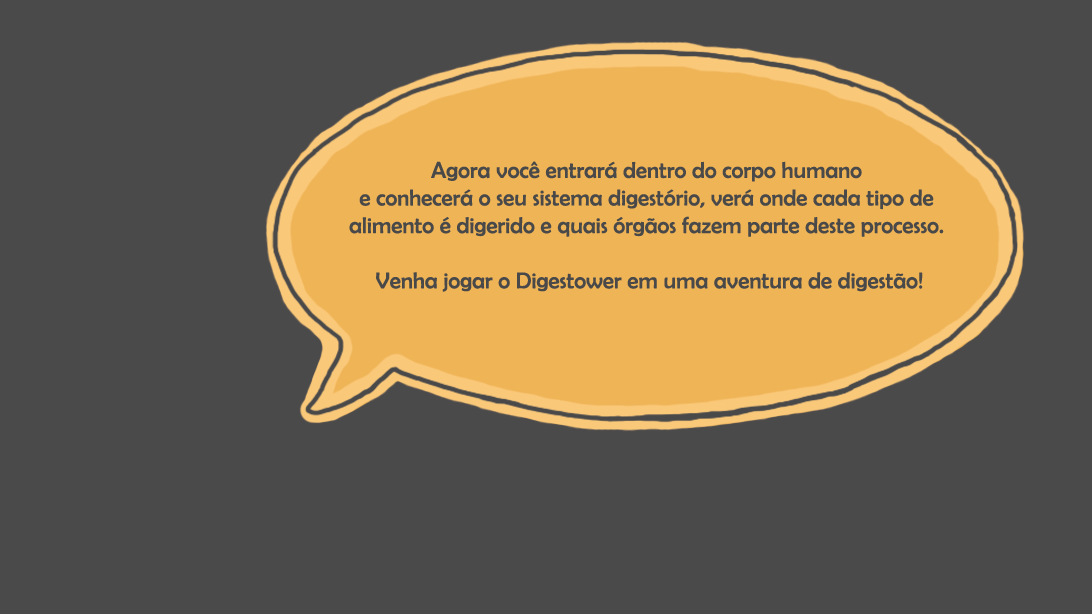 Agora você entrará dentro do corpo humano
e conhecerá o seu sistema digestório, verá onde cada tipo de
alimento é digerido e quais órgãos fazem parte deste processo.
Venha jogar o Digestower em uma aventura de digestão!